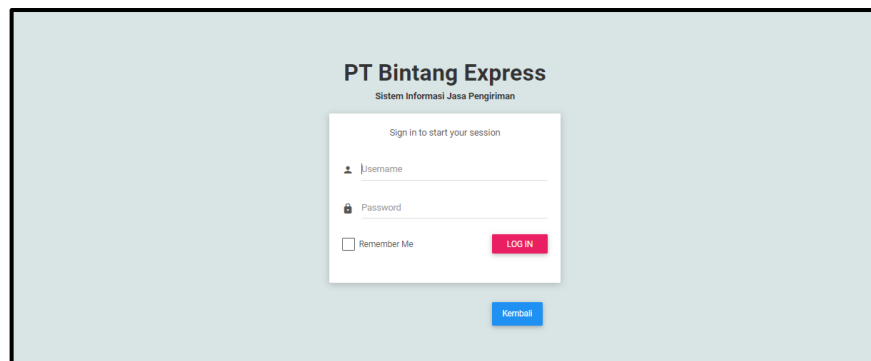 PT Bintang Express
Sistem Informasi Jasa Pengiriman
Sign in to start your session
Username
Password
Remember Me LOG IN
Kembali